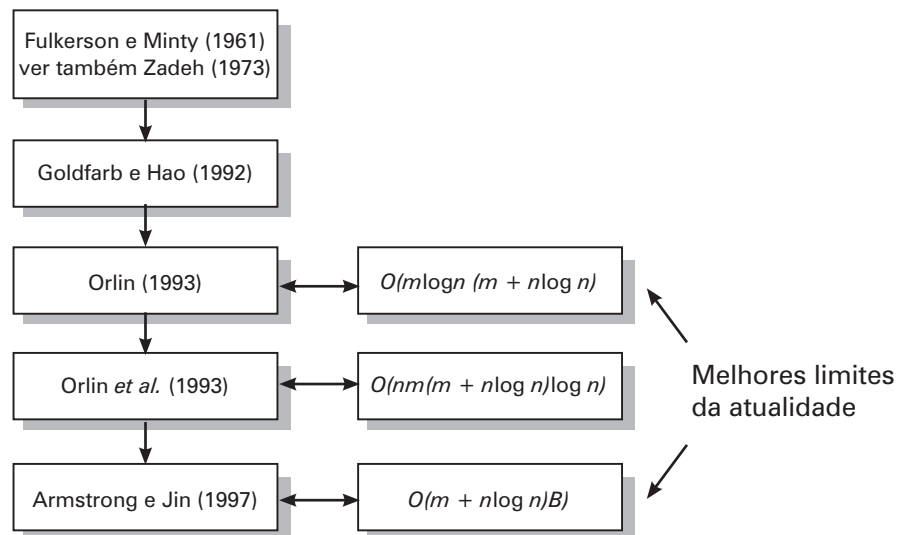 Fulkerson e Minty (1961)
ver também Zadeh (1973)
Goldfarb e Hao (1992)
Orlin (1993)
O(mlogn (m + nlog n)
Orlin et al. (1993)
O(nm(m + nlog n)log n)
Melhores limites
da atualidade
Armstrong e Jin (1997)
O(m + nlog n)B)